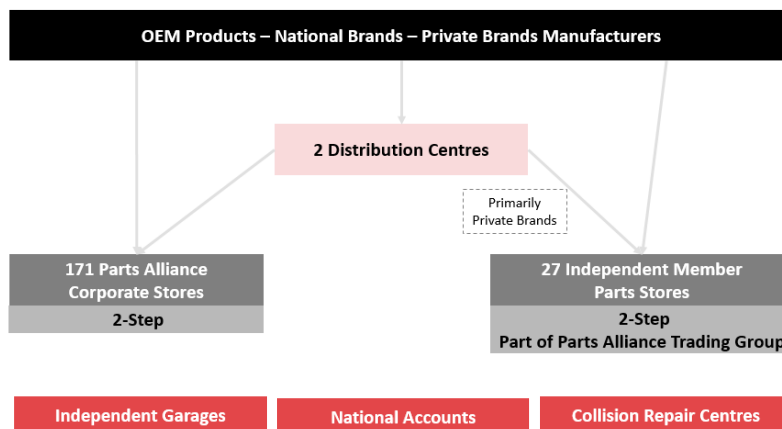 OEM Products – National Brands – Private Brands Manufacturers
2 Distribution Centres
Primarily
Private Brands
171 Parts Alliance
Corporate Stores
2-Step
27 Independent Member
Parts Stores
2-Step
Part of Parts Alliance Trading Group
Independent Garages
National Accounts
Collision Repair Centres